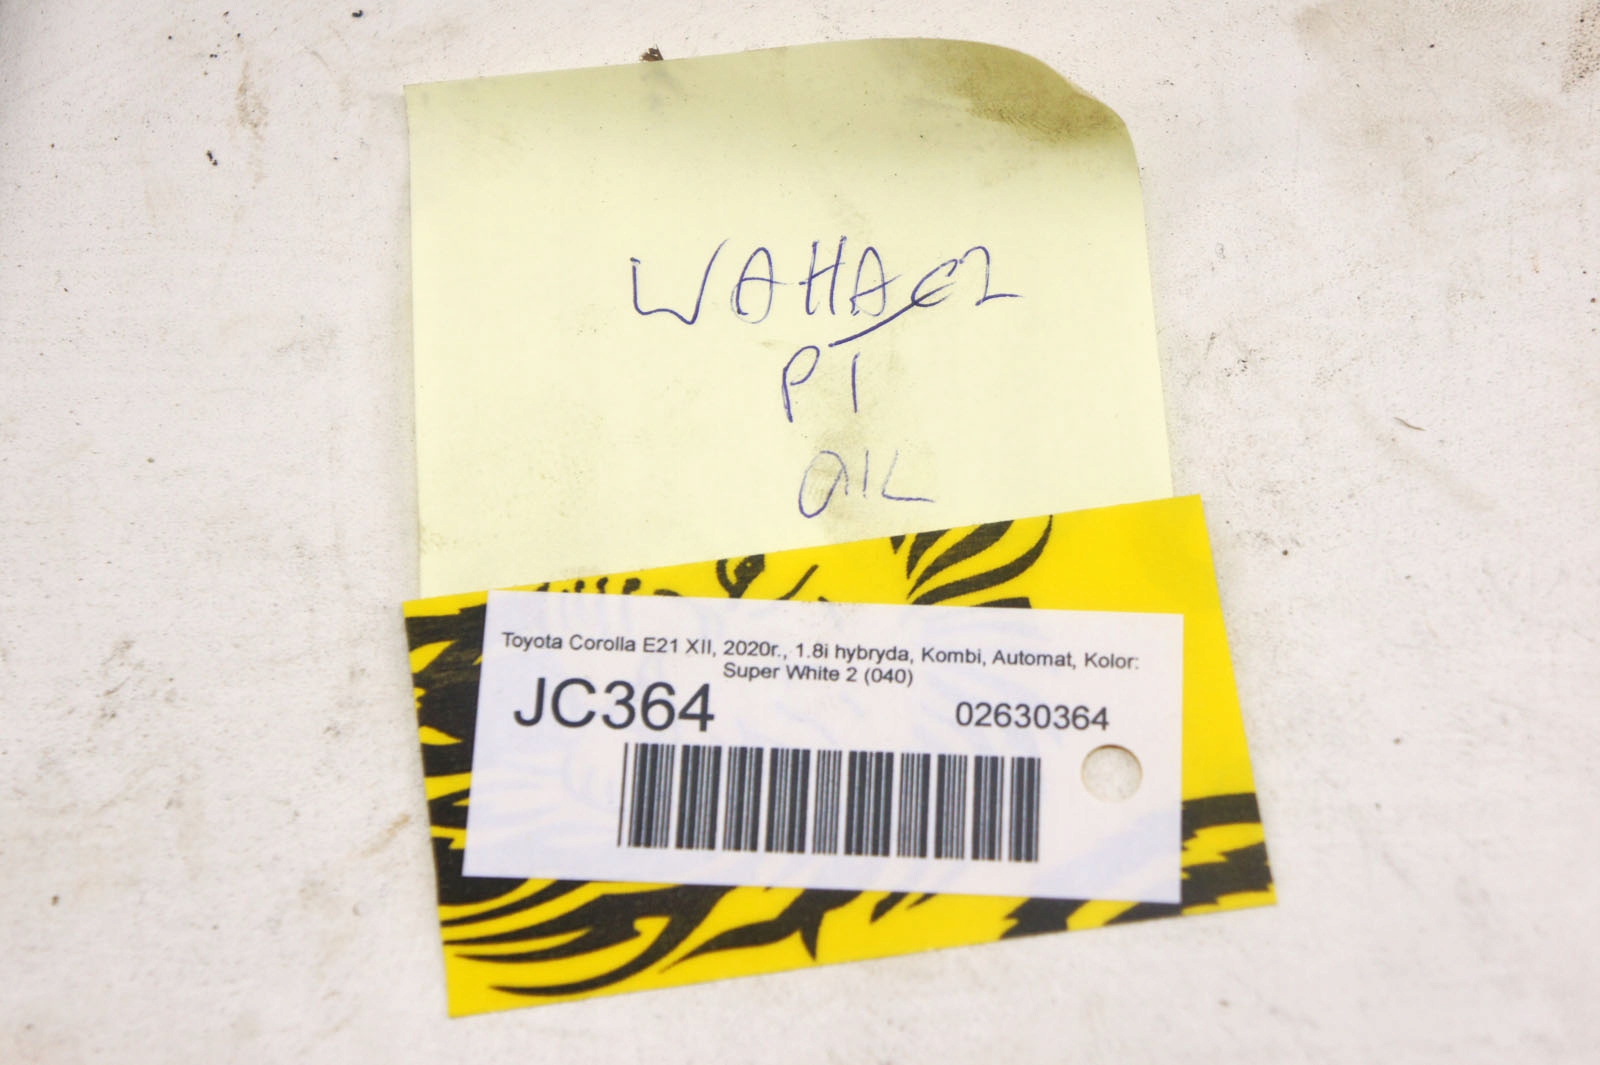 WAHACZ
PT
OIL
Toyota Corolla E21 XII, 2020r., 1.8i hybryda, Kombi, Automat, Kolor:
Super White 2 (040)
JC364 02630364